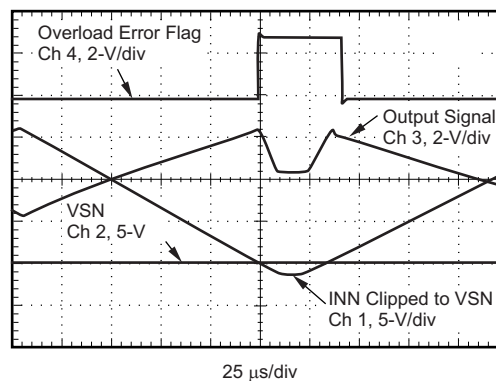 Overload Error Flag
Ch 4, 2-V/div
Output Signal
Ch 3, 2-V/div
VSN
Ch 2, 5-V
INN Clipped to VSN
Ch 1, 5-V/div
25 μs/div